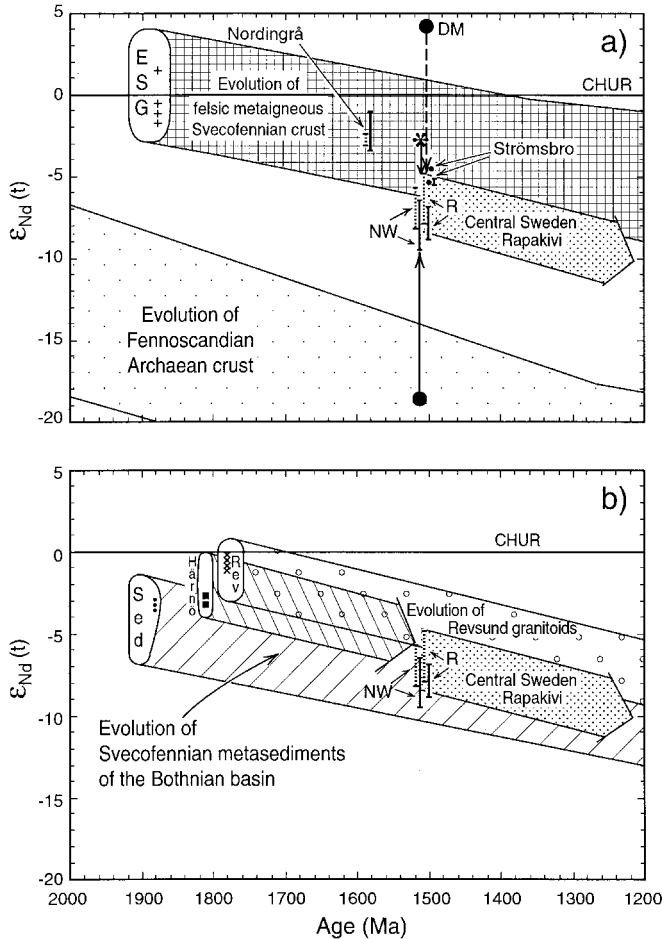 5
0
-5
-10
-15
-20
εNd (t)
a)
DM
Nordingrå
CHUR
E
S
G
Evolution of
felsic metaigneous
Svecofennian crust
Strömsbro
R
NW
Central Sweden
Rapakivi
Evolution of
Fennoscandian
Archaean crust
5
0
-5
-10
-15
-20
εNd (t)
b)
CHUR
Sed
Härnö
Rev
Evolution of
Revsund granitoids
R
NW
Central Sweden
Rapakivi
Evolution of
Svecofennian metasediments
of the Bothnian basin
2000 1900 1800 1700 1600 1500 1400 1300 1200
Age (Ma)